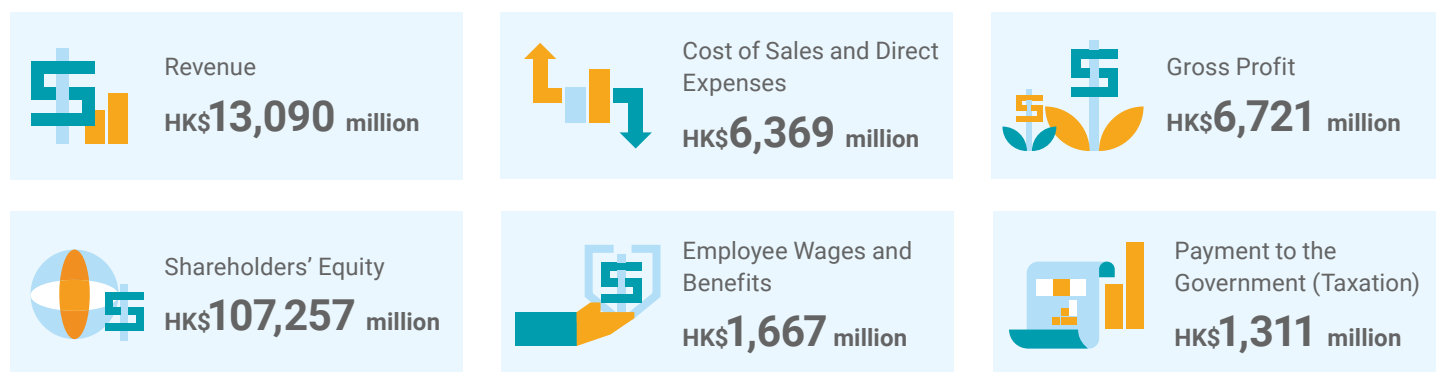 Revenue
HK$13,090 million
Cost of Sales and Direct
Expenses
HK$6,369 million
Gross Profit
HK$6,721 million
Shareholders’ Equity
HK$107,257 million
Employee Wages and
Benefits
HK$1,667 million
Payment to the
Government (Taxation)
HK$1,311 million